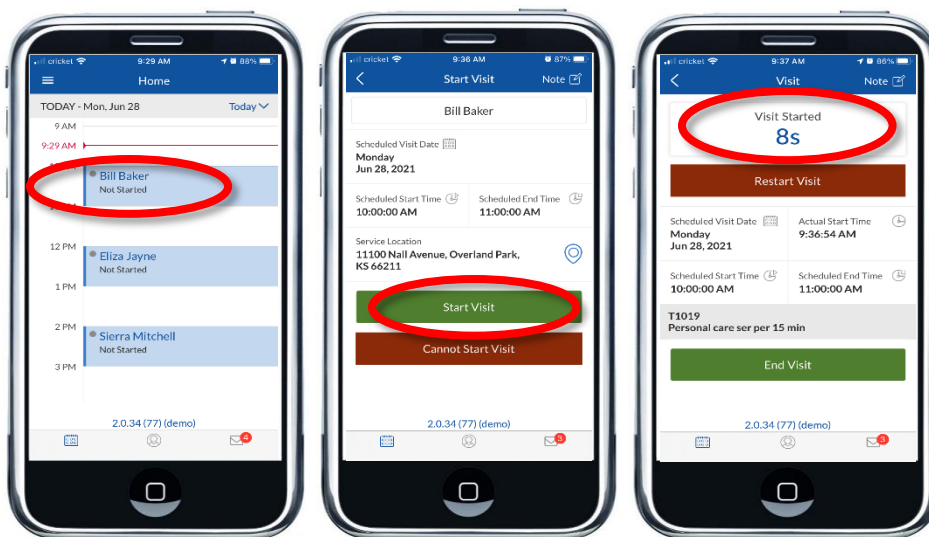 cricket 9:29 AM 88%
Home
TODAY - Mon, Jun 28 Today
9 AM
9:29 AM
Bill Baker
Not Started
12 PM
Eliza Jayne
Not Started
1 PM
2 PM
Sierra Mitchell
Not Started
3 PM
2.0.34 (77) (demo)
4
cricket 9:36 AM 87%
Start Visit Note
Bill Baker
Scheduled Visit Date
Monday
Jun 28, 2021
Scheduled Start Time Scheduled End Time
10:00:00 AM 11:00:00 AM
Service Location
11100 Nall Avenue, Overland Park,
KS 66211
Start Visit
Cannot Start Visit
2.0.34 (77) (demo)
3
cricket 9:37 AM 86%
Visit Note
Visit Started
8s
Restart Visit
Scheduled Visit Date Actual Start Time
Monday 9:36:54 AM
Jun 28, 2021
Scheduled Start Time Scheduled End Time
10:00:00 AM 11:00:00 AM
T1019
Personal care ser per 15 min
End Visit
2.0.34 (77) (demo)
3